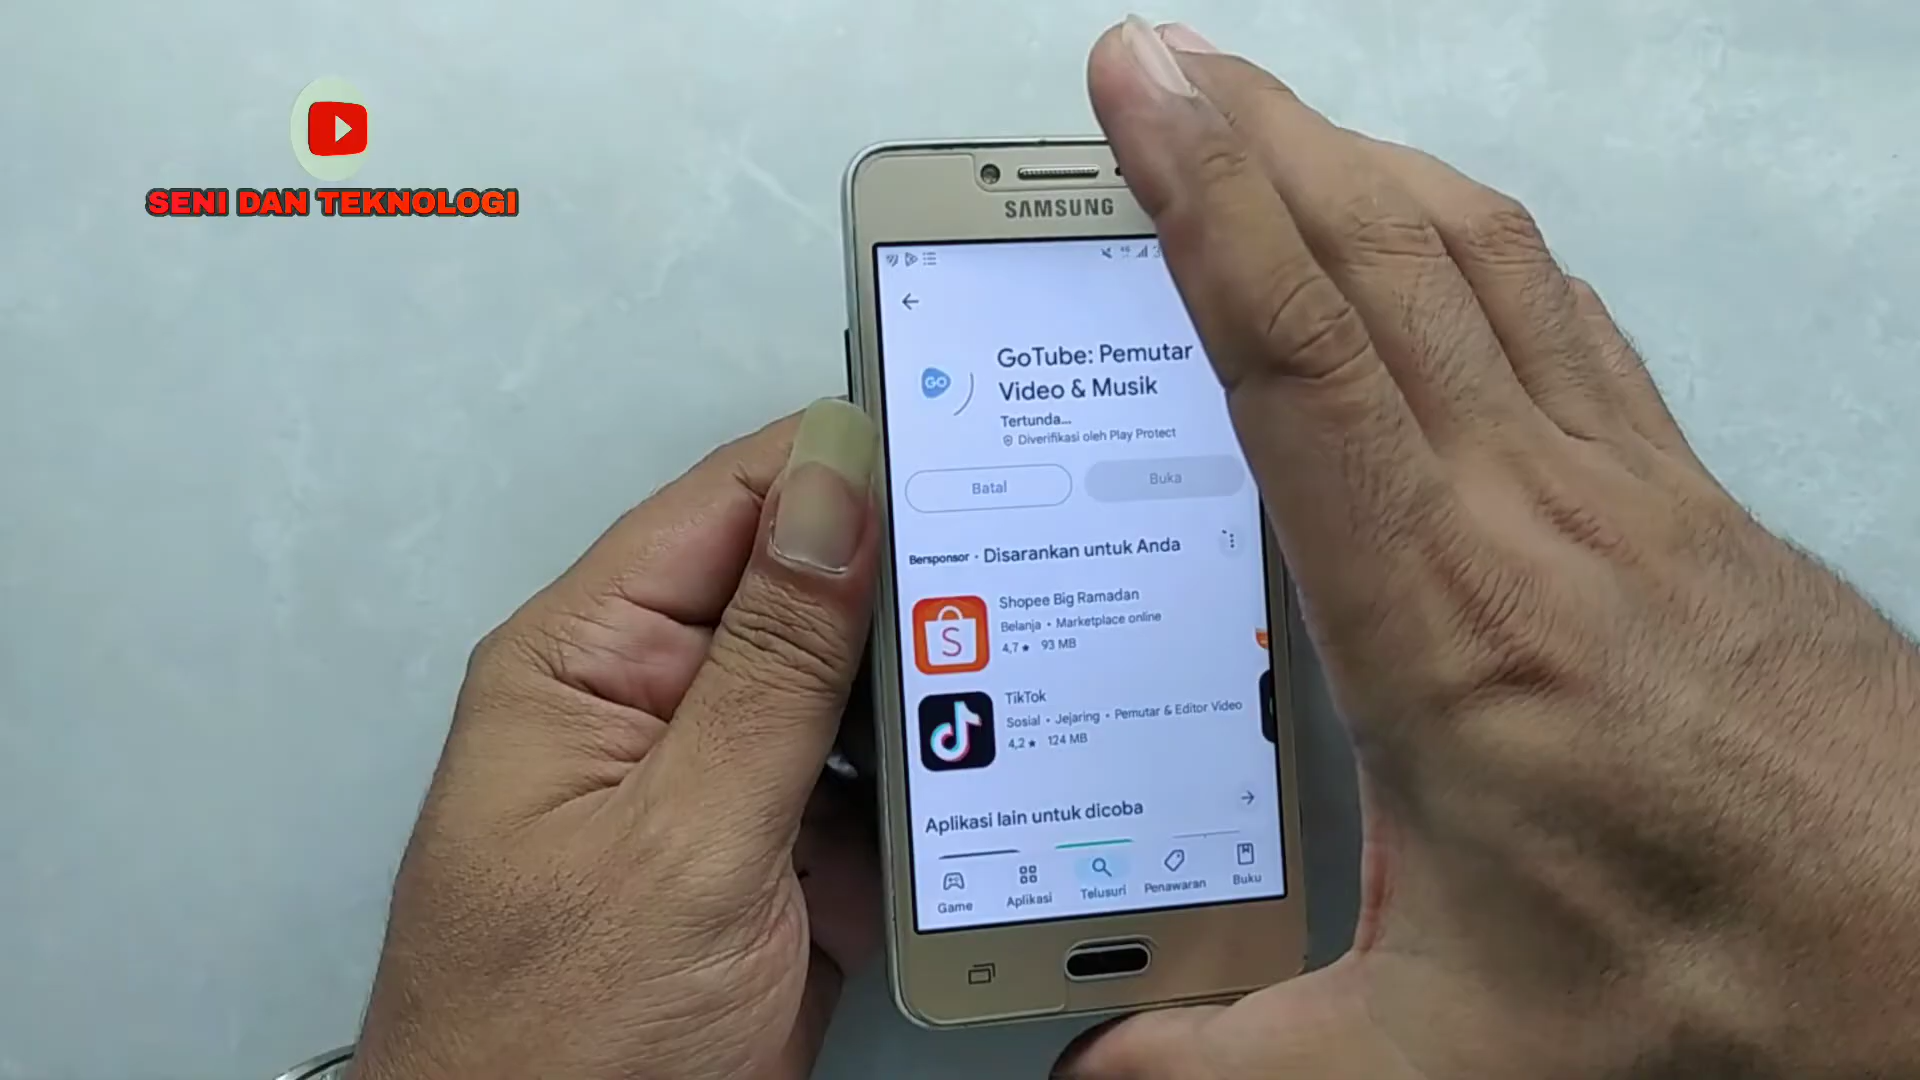 SENI DAN TEKNOLOGI
SAMSUNG
GO
GoTube: Pemutar
Video & Musik
Tertunda...
Diverifikasi oleh Play Protect
Batal
Buka
Bersponsor • Disarankan untuk Anda
Shopee Big Ramadan
Belanja • Marketplace online
4,7★ 93 MB
TikTok
Sosial • Jejaring • Pemutar & Editor Video
4,2★ 124 MB
Aplikasi lain untuk dicoba
Game
Aplikasi
Telusuri
Penawaran
Buku